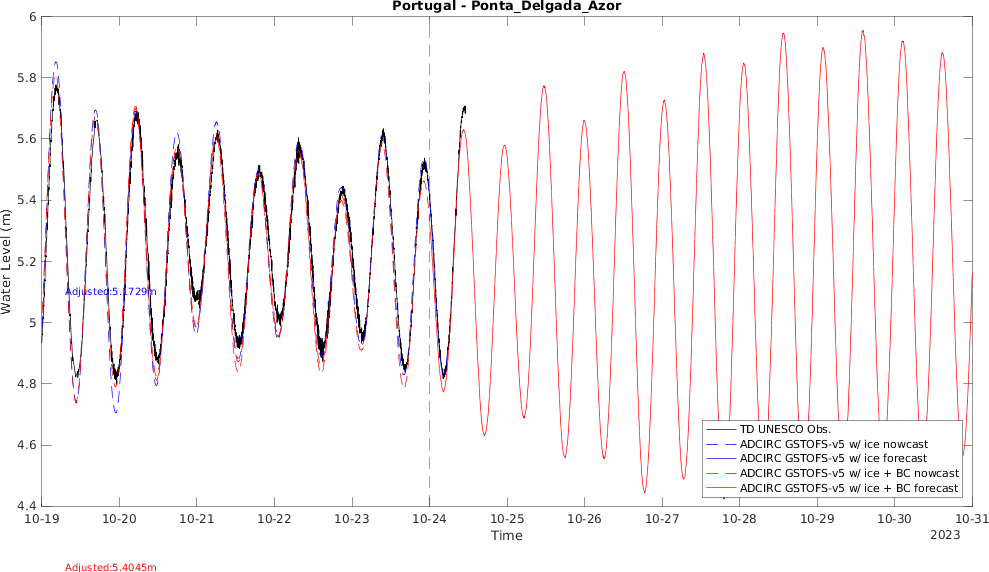 Portugal - Ponta_Delgada_Azor
6
5.8
5.6
5.4
5.2
5
4.8
4.6
4.4
Water Level (m)
Adjusted:5.1729m
TD UNESCO Obs.
ADCIRC GSTOFS-v5 w/ ice nowcast
ADCIRC GSTOFS-v5 w/ ice forecast
ADCIRC GSTOFS-v5 w/ ice + BC nowcast
ADCIRC GSTOFS-v5 w/ ice + BC forecast
10-19 10-20 10-21 10-22 10-23 10-24 10-25 10-26 10-27 10-28 10-29 10-30 10-31
Time
2023
Adjusted:5.4045m